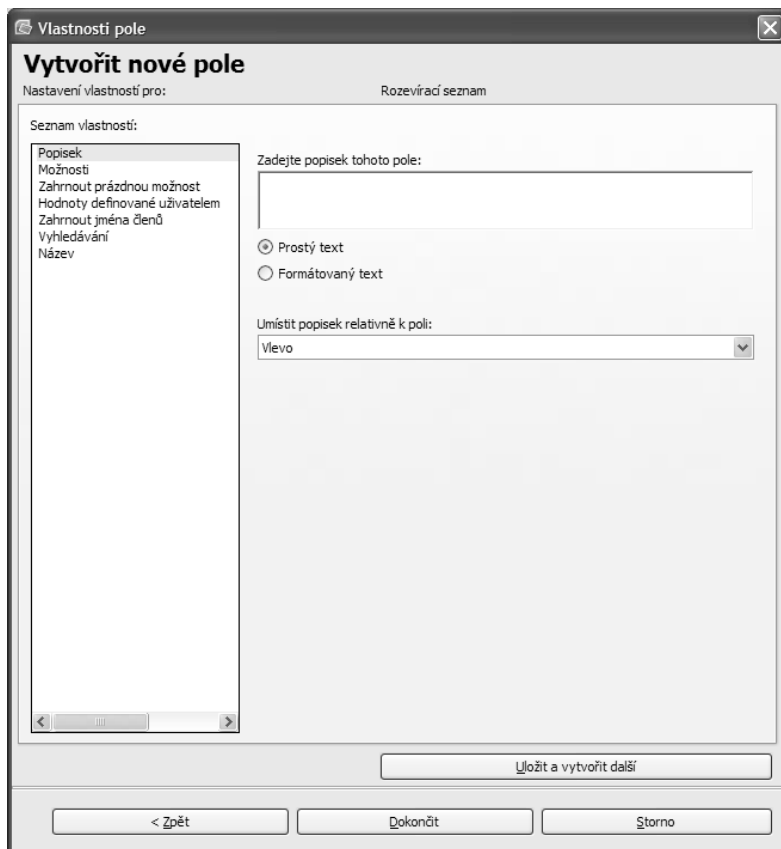 Vlastnosti pole
Vytvořit nové pole
Nastavení vlastností pro: Rozevírací seznam
Seznam vlastností:
Popisek
Možnosti
Zahrnout prázdnou možnost
Hodnoty definované uživatelem
Zahrnout jména členů
Vyhledávání
Název
Zadejte popisek tohoto pole:
Prostý text
Formátovaný text
Umístit popisek relativně k poli:
Vlevo
Uložit a vytvořit další
< Zpět
Dokončit
Storno